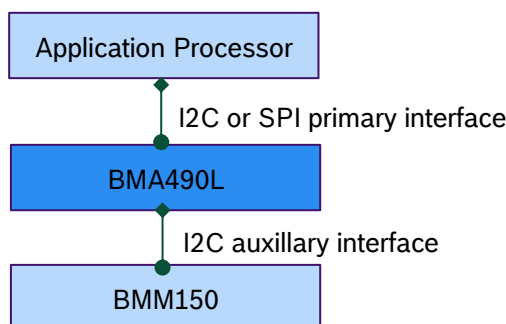 Application Processor
I2C or SPI primary interface
BMA490L
I2C auxillary interface
BMM150